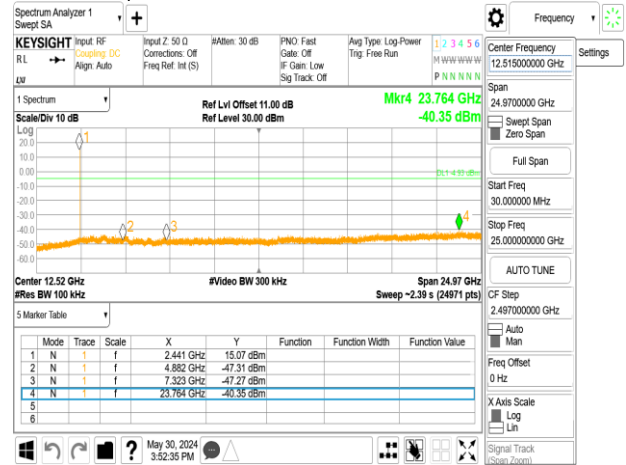 Spectrum Analyzer 1
Swept SA
Frequency
Settings
KEYSIGHT
RL
Input: RF
Coupling: DC
Align: Auto
Input Z: 50 Ω
Corrections: Off
Freq Ref: Int (S)
#Atten: 30 dB
PNO: Fast
Gate: Off
IF Gain: Low
Sig Track: Off
Avg Type: Log-Power
Trig: Free Run
1 2 3 4 5 6
M W W W W W
P N N N N N
1 Spectrum
Scale/Div 10 dB
Ref Lvl Offset 11.00 dB
Ref Level 30.00 dBm
Mkr4 23.764 GHz
-40.35 dBm
Log
20.0
10.0
0.00
-10.0
-20.0
-30.0
-40.0
-50.0
-60.0
1
2
3
4
DL1 -4.93 dBm
Center 12.52 GHz
#Res BW 100 kHz
#Video BW 300 kHz
Span 24.97 GHz
Sweep ~2.39 s (24971 pts)
5 Marker Table
Mode Trace Scale X Y Function Function Width Function Value
1 N 1 f 2.441 GHz 15.07 dBm
2 N 1 f 4.882 GHz -47.31 dBm
3 N 1 f 7.323 GHz -47.27 dBm
4 N 1 f 23.764 GHz -40.35 dBm
5
6
?
May 30, 2024
3:52:35 PM
Center Frequency
12.515000000 GHz
Span
24.9700000 GHz
Swept Span
Zero Span
Full Span
Start Freq
30.000000 MHz
Stop Freq
25.000000000 GHz
AUTO TUNE
CF Step
2.497000000 GHz
Auto
Man
Freq Offset
0 Hz
X Axis Scale
Log
Lin
Signal Track
(Span Zoom)